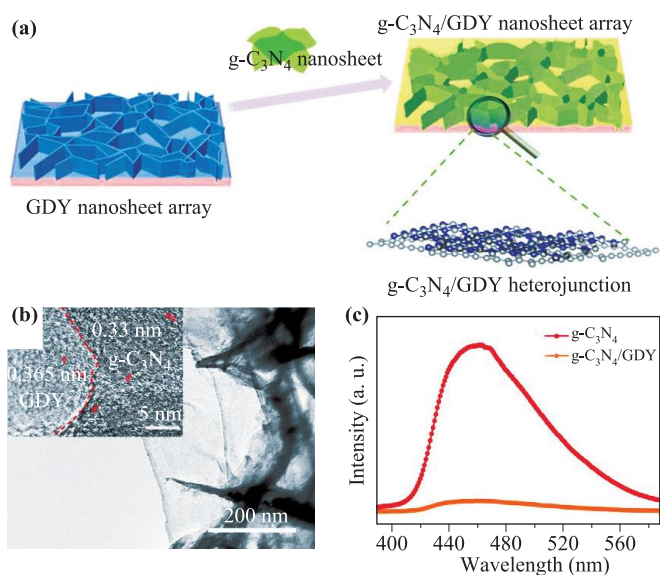 (a)
g-C₃N₄ nanosheet
g-C₃N₄/GDY nanosheet array
GDY nanosheet array
g-C₃N₄/GDY heterojunction
(b)
0.33 nm
g-C₃N₄
0.365 nm
GDY
5 nm
200 nm
(c)
g-C₃N₄
g-C₃N₄/GDY
Intensity (a. u.)
400 440 480 520 560
Wavelength (nm)